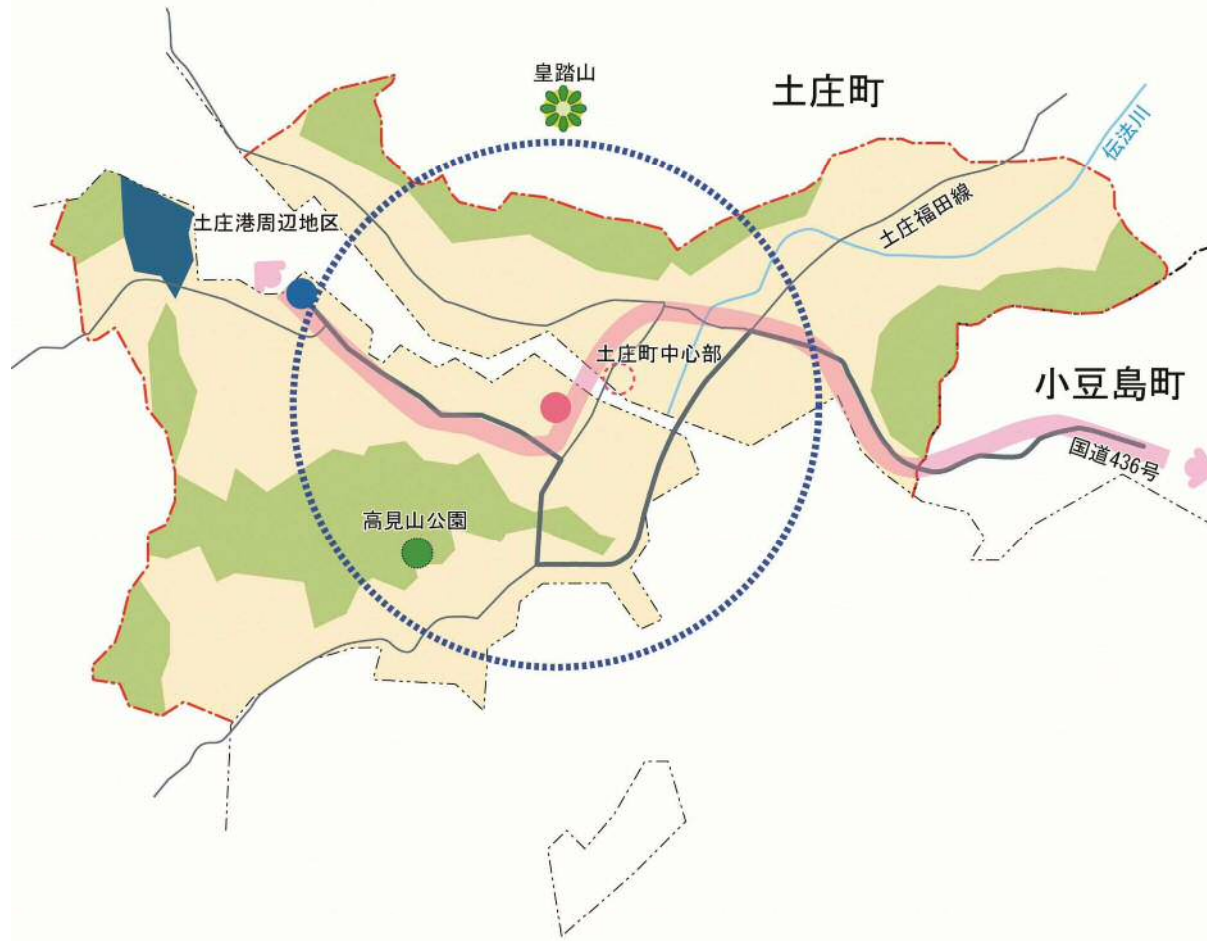 皇踏山
土庄町
伝法川
土庄港周辺地区
土庄福田線
土庄町中心部
小豆島町
国道436号
高見山公園